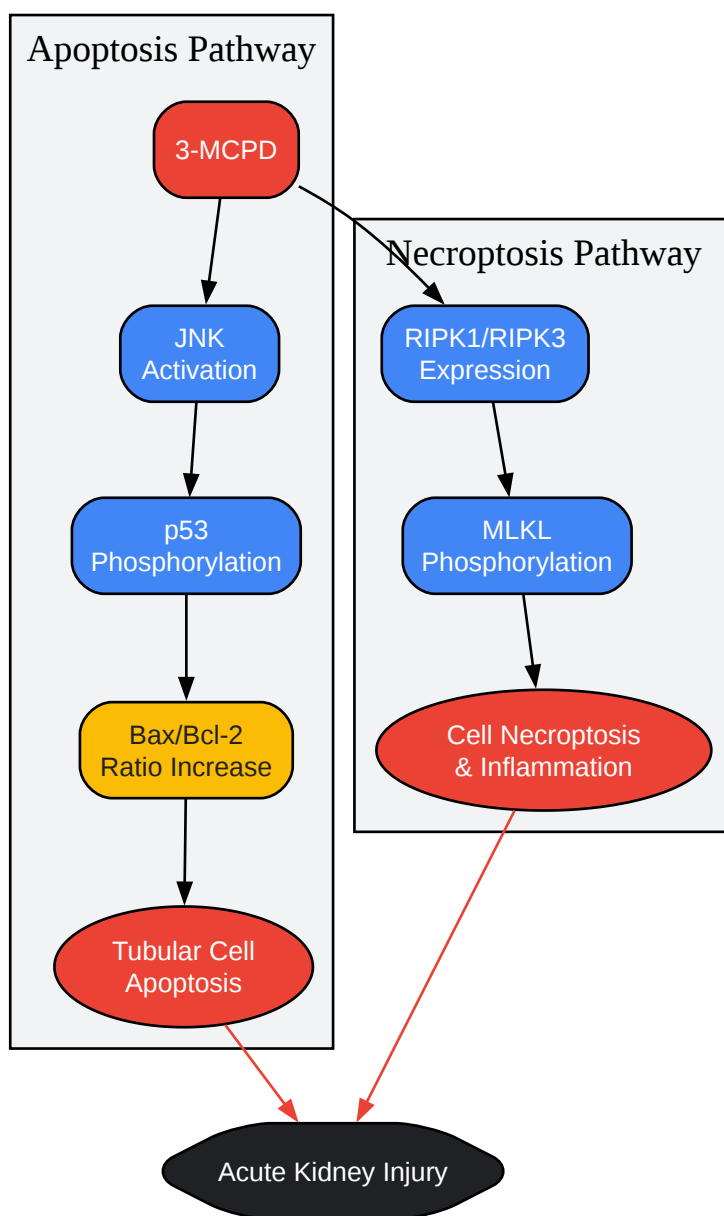 Apoptosis Pathway
3-MCPD
Necroptosis Pathway
JNK
Activation
RIPK1/RIPK3
Expression
p53
Phosphorylation
MLKL
Phosphorylation
Bax/Bcl-2
Ratio Increase
Cell Necroptosis
& Inflammation
Tubular Cell
Apoptosis
Acute Kidney Injury